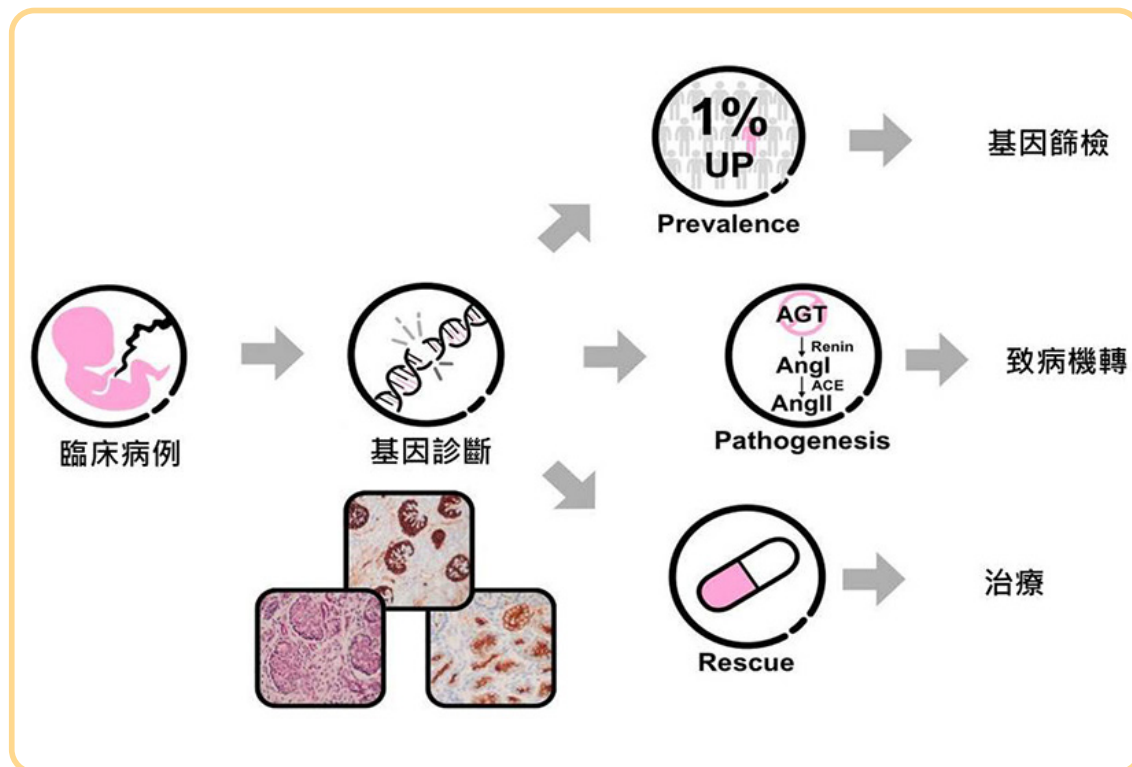 1%
UP
Prevalence
基因篩檢
臨床病例
基因診斷
AGT
Renin
AngI
ACE
AngII
Pathogenesis
致病機轉
Rescue
治療